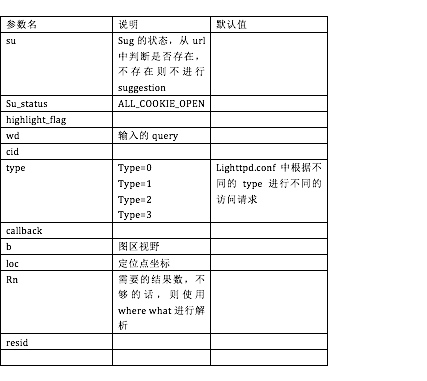 参数名 说明 默认值
su Sug 的状态，从 url
中判断是否存在，
不存在则不进行
suggestion
Su_status ALL_COOKIE_OPEN
highlight_flag
wd 输入的 query
cid
type Type=0 Lighttpd.conf 中根据不
Type=1 同的 type 进行不同的
Type=2 访问请求
Type=3
callback
b 图区视野
loc 定位点坐标
Rn 需要的结果数，不
够的话，则使用
where what 进行解
析
resid